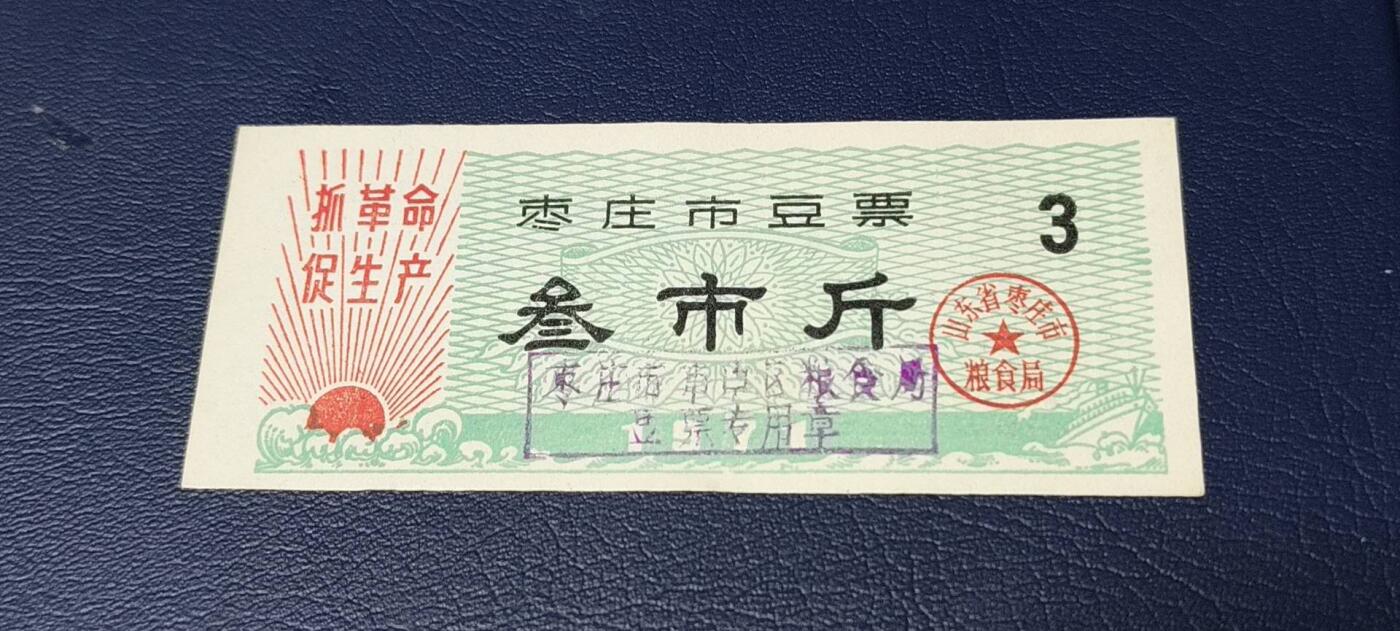 抓革命
促生产
枣庄市豆票
3
叁市斤
山东省枣庄市
粮食局
枣庄市市中区粮食局
豆票专用章